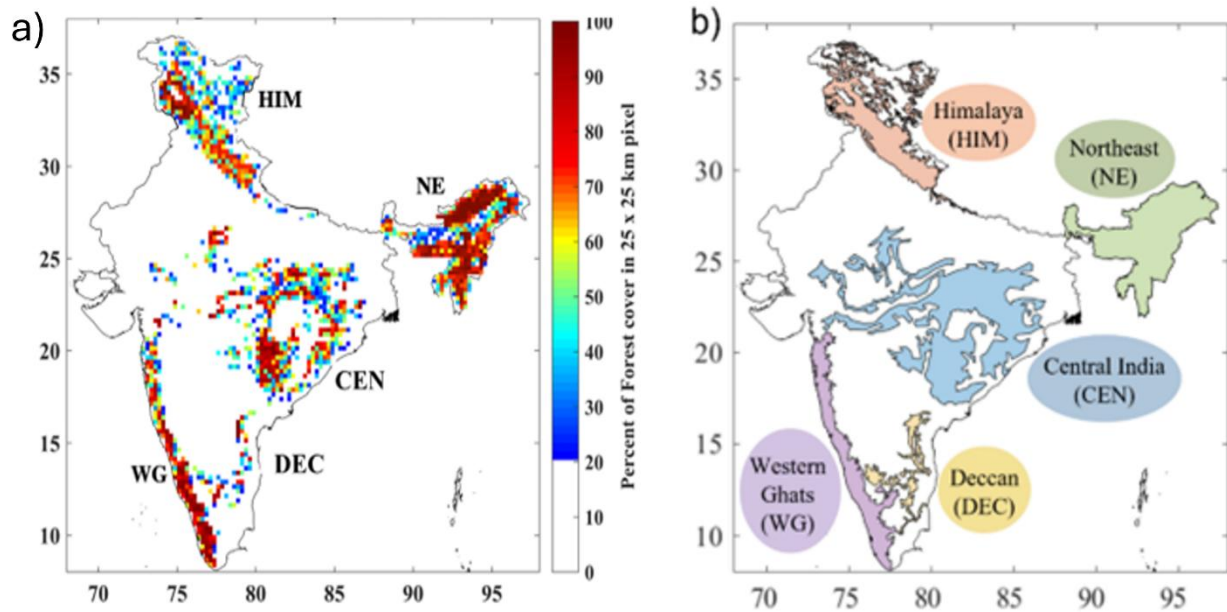 a)
35
30
25
20
15
10
70 75 80 85 90 95
HIM
NE
CEN
DEC
WG
100
90
80
70
60
50
40
30
20
10
0
Percent of Forest cover in 25 x 25 km pixel
b)
35
30
25
20
15
10
70 75 80 85 90 95
Himalaya
(HIM)
Northeast
(NE)
Central India
(CEN)
Western
Ghats
(WG)
Deccan
(DEC)